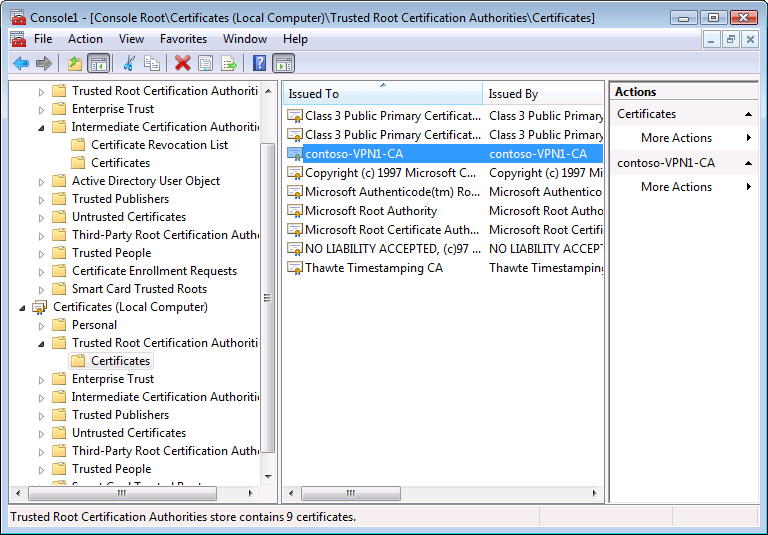 Console1 - [Console Root\Certificates (Local Computer)\Trusted Root Certification Authorities\Certificates]
File Action View Favorites Window Help
Trusted Root Certification Authoriti
Enterprise Trust
Intermediate Certification Authoritie
Certificate Revocation List
Certificates
Active Directory User Object
Trusted Publishers
Untrusted Certificates
Third-Party Root Certification Autho
Trusted People
Certificate Enrollment Requests
Smart Card Trusted Roots
Certificates (Local Computer)
Personal
Trusted Root Certification Authoriti
Certificates
Enterprise Trust
Intermediate Certification Authoritie
Trusted Publishers
Untrusted Certificates
Third-Party Root Certification Autho
Trusted People
Smart Card Trusted Roots
Issued To Issued By
Class 3 Public Primary Certificat... Class 3 Public Primary
Class 3 Public Primary Certificat... Class 3 Public Primary
contoso-VPN1-CA contoso-VPN1-CA
Copyright (c) 1997 Microsoft C... Copyright (c) 1997 Mi
Microsoft Authenticode(tm) Ro... Microsoft Authentico
Microsoft Root Authority Microsoft Root Autho
Microsoft Root Certificate Auth... Microsoft Root Certifi
NO LIABILITY ACCEPTED, (c)97 ... NO LIABILITY ACCEPT
Thawte Timestamping CA Thawte Timestamping
Actions
Certificates
More Actions
contoso-VPN1-CA
More Actions
Trusted Root Certification Authorities store contains 9 certificates.